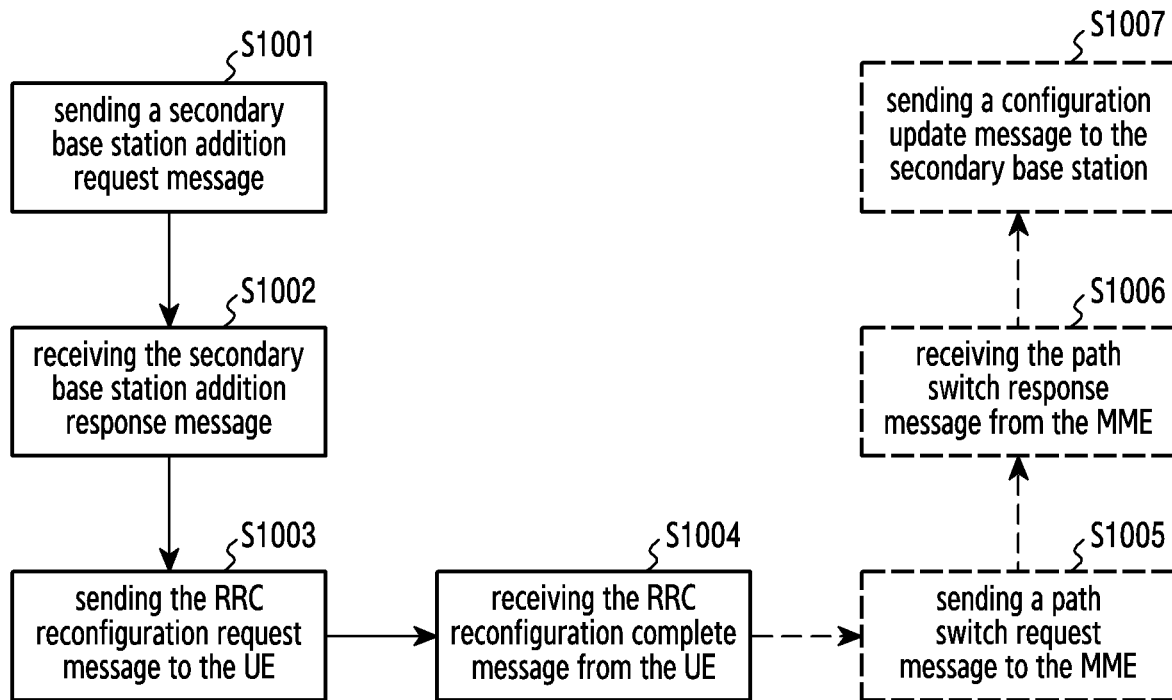 S1001
sending a secondary
base station addition
request message
S1002
receiving the secondary
base station addition
response message
S1003
sending the RRC
reconfiguration request
message to the UE
S1004
receiving the RRC
reconfiguration complete
message from the UE
S1005
sending a path
switch request
message to the MME
S1006
receiving the path
switch response
message from the MME
S1007
sending a configuration
update message to the
secondary base station